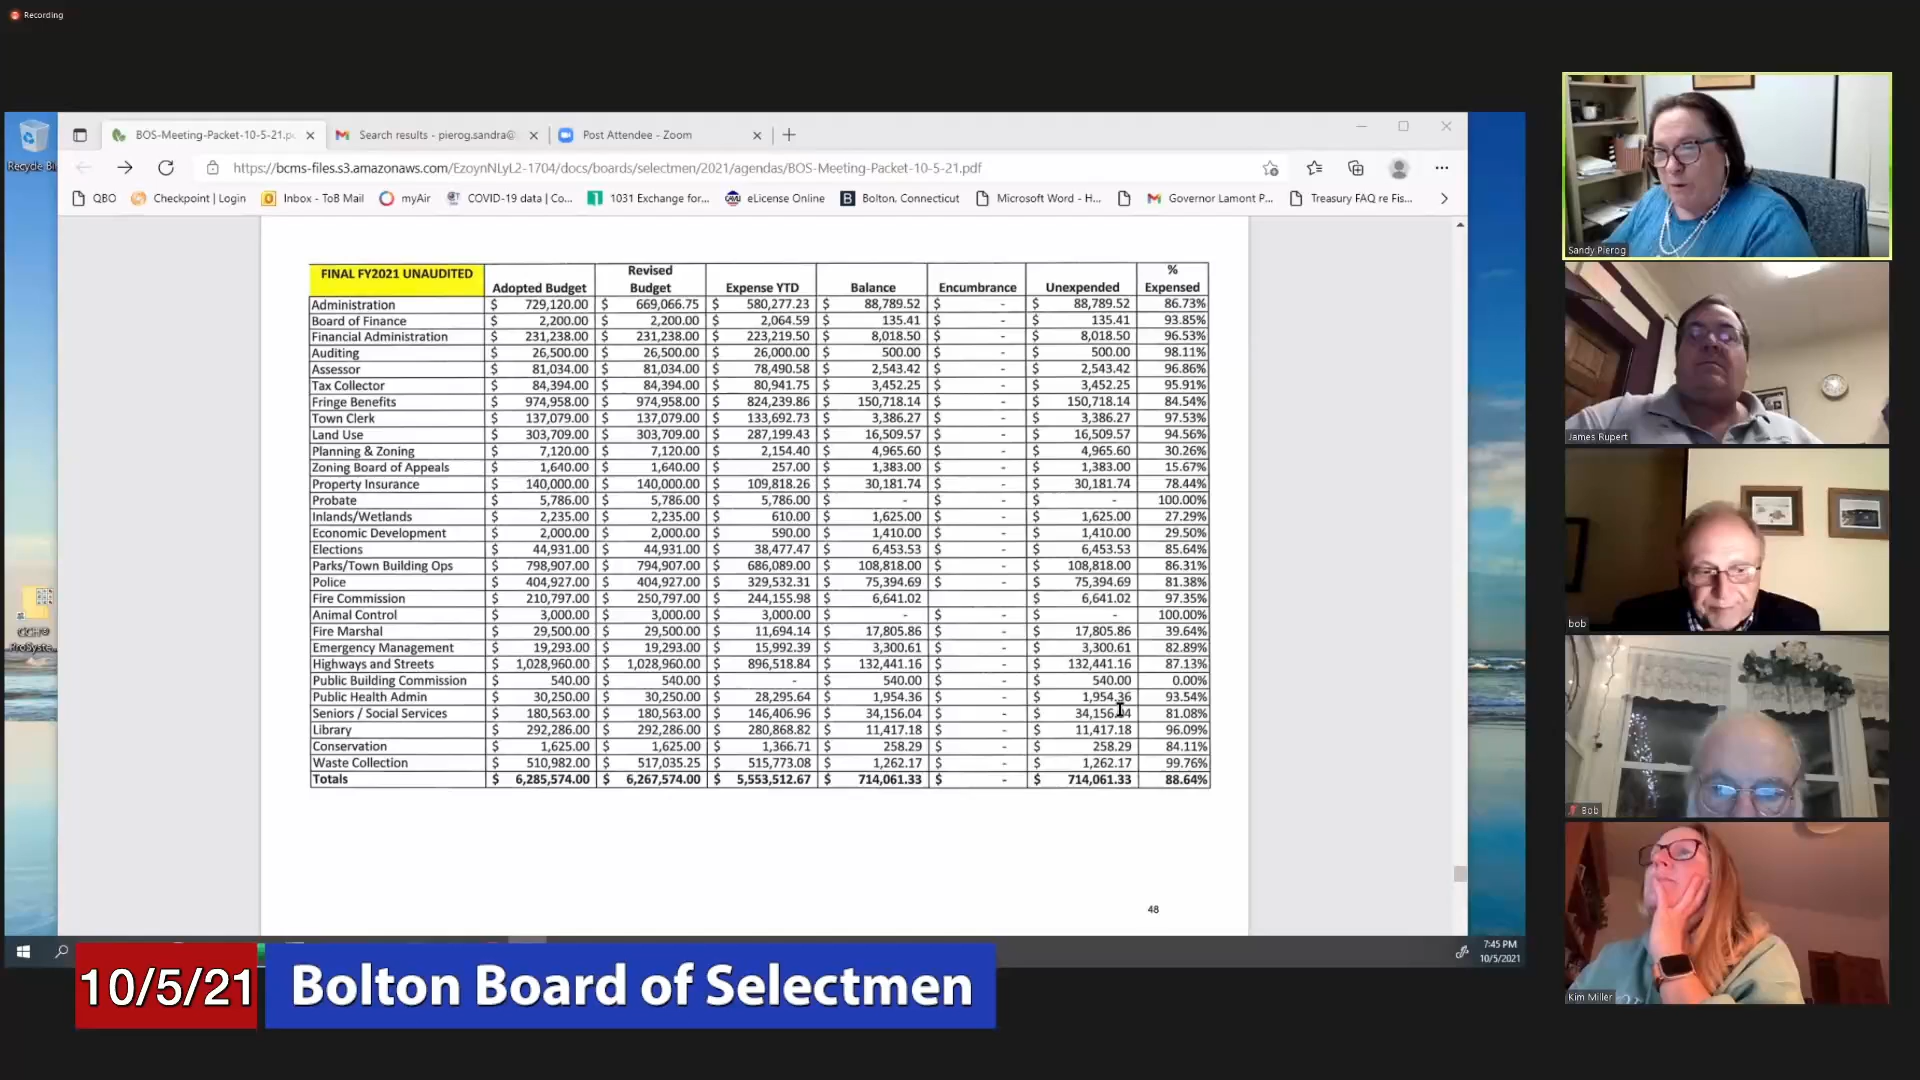 Recording
BOS-Meeting-Packet-10-5-21.p
Search results - pierog.sandra@
Post Attendee - Zoom
https://bcms-files.s3.amazonaws.com/EzoynNLyL2-1704/docs/boards/selectmen/2021/agendas/BOS-Meeting-Packet-10-5-21.pdf
QBO
Checkpoint | Login
Inbox - ToB Mail
myAir
COVID-19 data | Co...
1031 Exchange for...
eLicense Online
Bolton, Connecticut
Microsoft Word - H...
Governor Lamont P...
Treasury FAQ re Fis...
Recycle Bi
FINAL FY2021 UNAUDITED Adopted Budget Revised Budget Expense YTD Balance Encumbrance Unexpended % Expensed
Administration $ 729,120.00 $ 669,066.75 $ 580,277.23 $ 88,789.52 $ - $ 88,789.52 86.73%
Board of Finance $ 2,200.00 $ 2,200.00 $ 2,064.59 $ 135.41 $ - $ 135.41 93.85%
Financial Administration $ 231,238.00 $ 231,238.00 $ 223,219.50 $ 8,018.50 $ - $ 8,018.50 96.53%
Auditing $ 26,500.00 $ 26,500.00 $ 26,000.00 $ 500.00 $ - $ 500.00 98.11%
Assessor $ 81,034.00 $ 81,034.00 $ 78,490.58 $ 2,543.42 $ - $ 2,543.42 96.86%
Tax Collector $ 84,394.00 $ 84,394.00 $ 80,941.75 $ 3,452.25 $ - $ 3,452.25 95.91%
Fringe Benefits $ 974,958.00 $ 974,958.00 $ 824,239.86 $ 150,718.14 $ - $ 150,718.14 84.54%
Town Clerk $ 137,079.00 $ 137,079.00 $ 133,692.73 $ 3,386.27 $ - $ 3,386.27 97.53%
Land Use $ 303,709.00 $ 303,709.00 $ 287,199.43 $ 16,509.57 $ - $ 16,509.57 94.56%
Planning & Zoning $ 7,120.00 $ 7,120.00 $ 2,154.40 $ 4,965.60 $ - $ 4,965.60 30.26%
Zoning Board of Appeals $ 1,640.00 $ 1,640.00 $ 257.00 $ 1,383.00 $ - $ 1,383.00 15.67%
Property Insurance $ 140,000.00 $ 140,000.00 $ 109,818.26 $ 30,181.74 $ - $ 30,181.74 78.44%
Probate $ 5,786.00 $ 5,786.00 $ 5,786.00 $ - $ - $ - 100.00%
Inlands/Wetlands $ 2,235.00 $ 2,235.00 $ 610.00 $ 1,625.00 $ - $ 1,625.00 27.29%
Economic Development $ 2,000.00 $ 2,000.00 $ 590.00 $ 1,410.00 $ - $ 1,410.00 29.50%
Elections $ 44,931.00 $ 44,931.00 $ 38,477.47 $ 6,453.53 $ - $ 6,453.53 85.64%
Parks/Town Building Ops $ 798,907.00 $ 794,907.00 $ 686,089.00 $ 108,818.00 $ - $ 108,818.00 86.31%
Police $ 404,927.00 $ 404,927.00 $ 329,532.31 $ 75,394.69 $ - $ 75,394.69 81.38%
Fire Commission $ 210,797.00 $ 250,797.00 $ 244,155.98 $ 6,641.02 $ 6,641.02 97.35%
Animal Control $ 3,000.00 $ 3,000.00 $ 3,000.00 $ - $ - $ - 100.00%
Fire Marshal $ 29,500.00 $ 29,500.00 $ 11,694.14 $ 17,805.86 $ - $ 17,805.86 39.64%
Emergency Management $ 19,293.00 $ 19,293.00 $ 15,992.39 $ 3,300.61 $ - $ 3,300.61 82.89%
Highways and Streets $ 1,028,960.00 $ 1,028,960.00 $ 896,518.84 $ 132,441.16 $ - $ 132,441.16 87.13%
Public Building Commission $ 540.00 $ 540.00 $ - $ 540.00 $ - $ 540.00 0.00%
Public Health Admin $ 30,250.00 $ 30,250.00 $ 28,295.64 $ 1,954.36 $ - $ 1,954.36 93.54%
Seniors / Social Services $ 180,563.00 $ 180,563.00 $ 146,406.96 $ 34,156.04 $ - $ 34,156.04 81.08%
Library $ 292,286.00 $ 292,286.00 $ 280,868.82 $ 11,417.18 $ - $ 11,417.18 96.09%
Conservation $ 1,625.00 $ 1,625.00 $ 1,366.71 $ 258.29 $ - $ 258.29 84.11%
Waste Collection $ 510,982.00 $ 517,035.25 $ 515,773.08 $ 1,262.17 $ - $ 1,262.17 99.76%
Totals $ 6,285,574.00 $ 6,267,574.00 $ 5,553,512.67 $ 714,061.33 $ - $ 714,061.33 88.64%
48
7:45 PM
10/5/2021
10/5/21
Bolton Board of Selectmen
Sandy Pierog
James Rupert
bob
Bob
Kim Miller